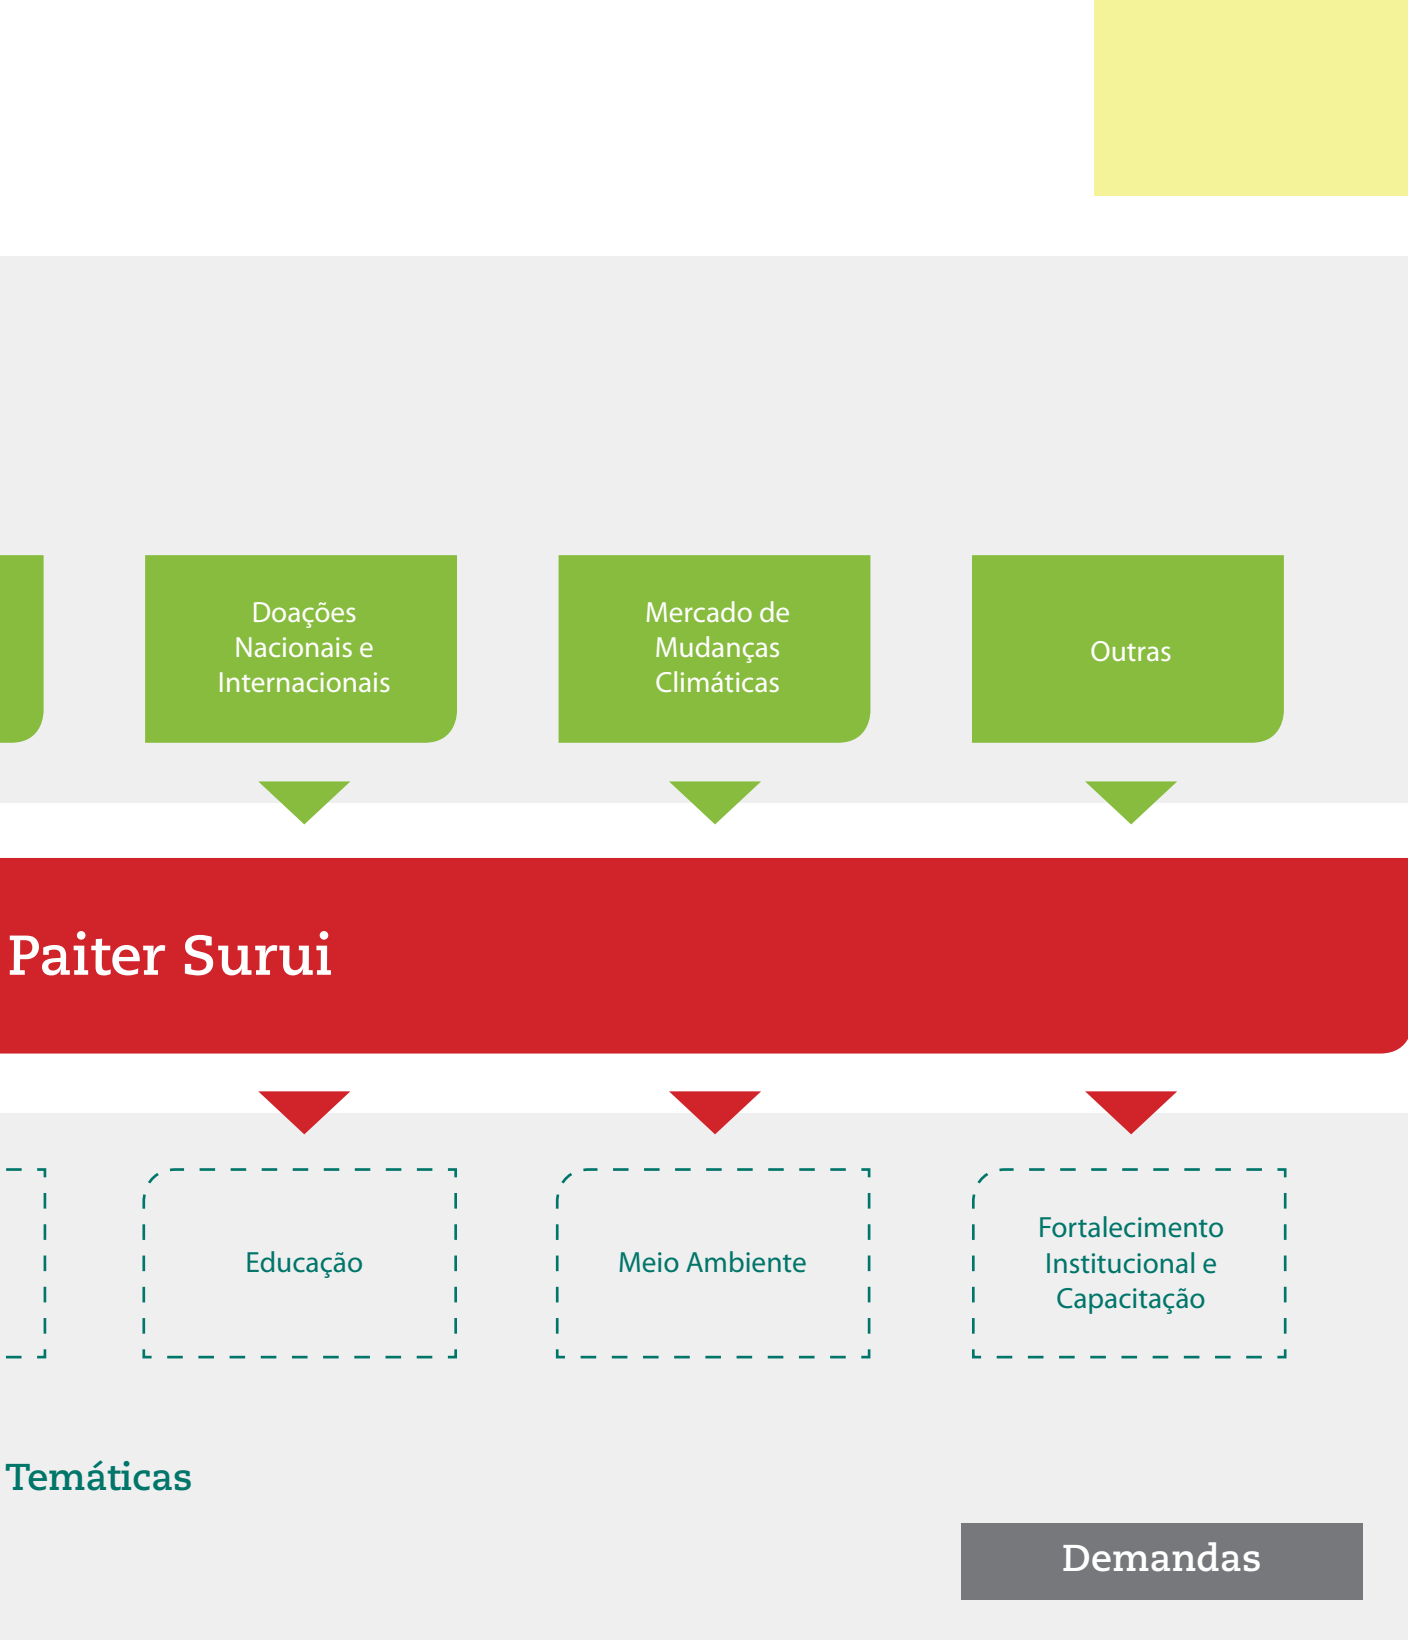 Doações
Nacionais e
Internacionais
Mercado de
Mudanças
Climáticas
Outras
Paiter Surui
Educação
Meio Ambiente
Fortalecimento
Institucional e
Capacitação
Temáticas
Demandas